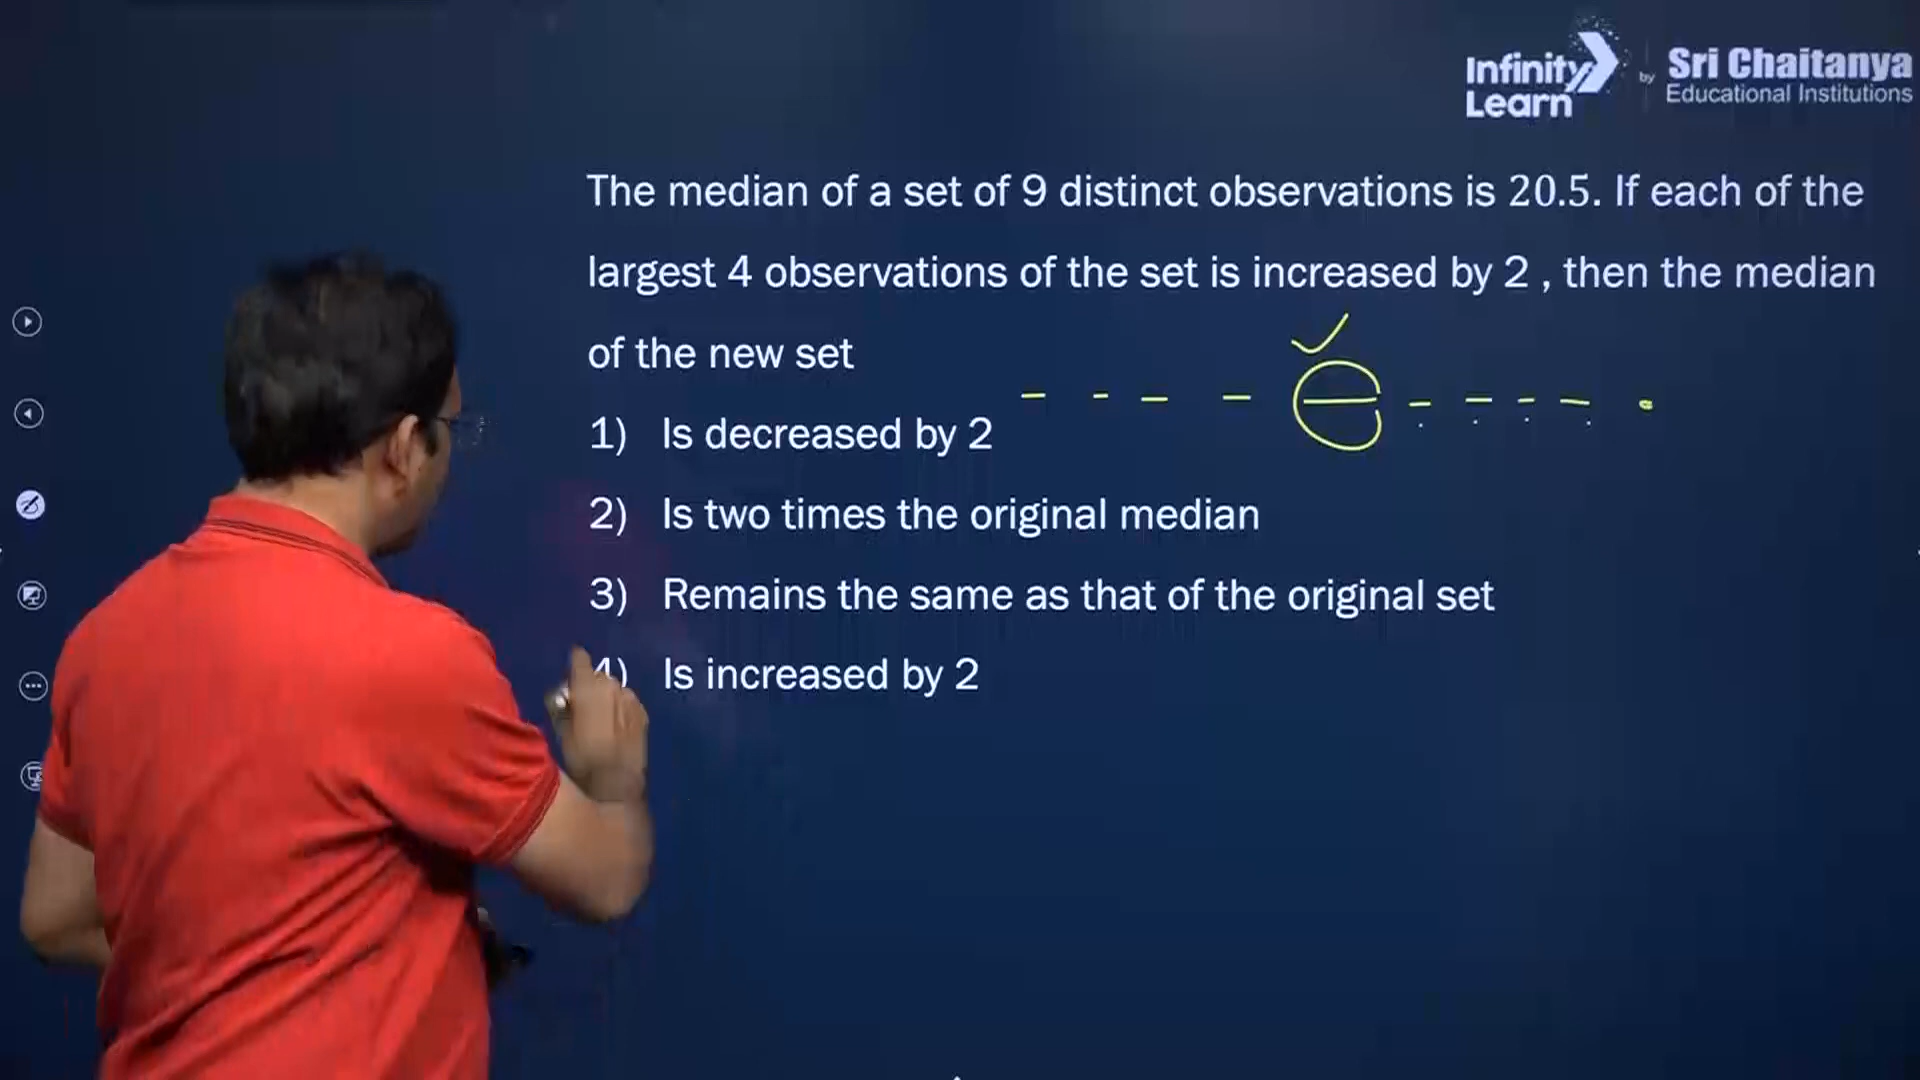 Infinity Learn
by
Sri Chaitanya
Educational Institutions
The median of a set of 9 distinct observations is 20.5. If each of the
largest 4 observations of the set is increased by 2 , then the median
of the new set
1) Is decreased by 2
2) Is two times the original median
3) Remains the same as that of the original set
4) Is increased by 2